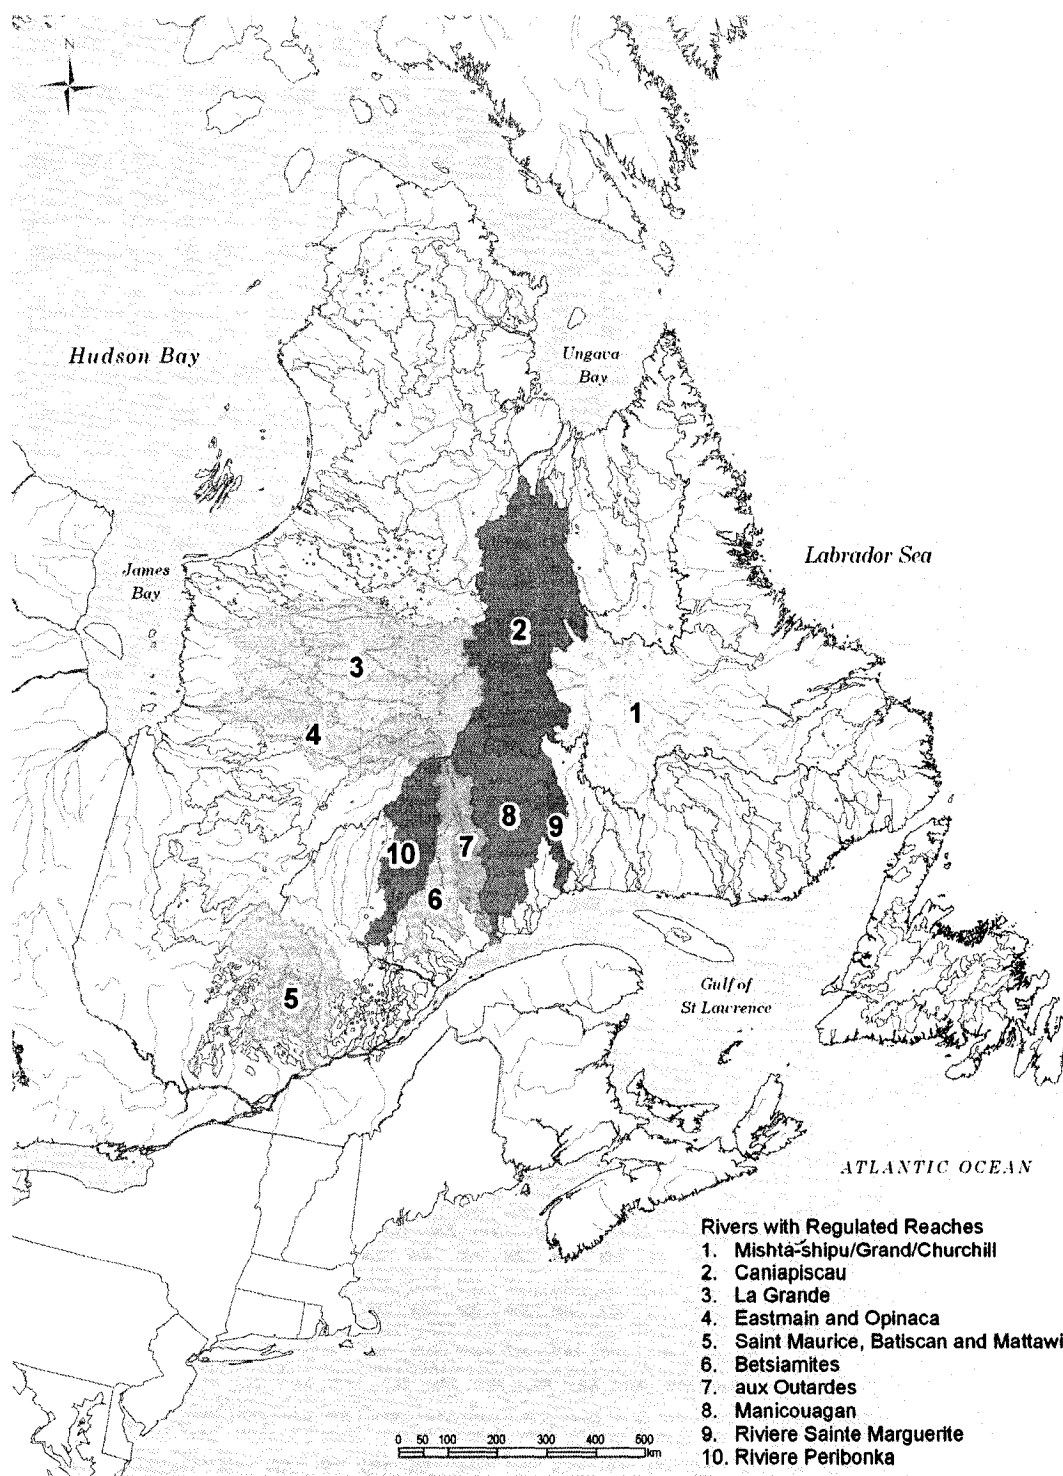 N
Hudson Bay
Ungava
Bay
Labrador Sea
James
Bay
2
3
1
4
8
9
7
10
6
5
Gulf of
St Lawrence
ATLANTIC OCEAN
Rivers with Regulated Reaches
1. Mishta-shipu/Grand/Churchill
2. Caniapiscau
3. La Grande
4. Eastmain and Opinaca
5. Saint Maurice, Batiscan and Mattawi
6. Betsiamites
7. aux Outardes
8. Manicouagan
9. Riviere Sainte Marguerite
10. Riviere Peribonka
0 50 100 200 300 400 500
km